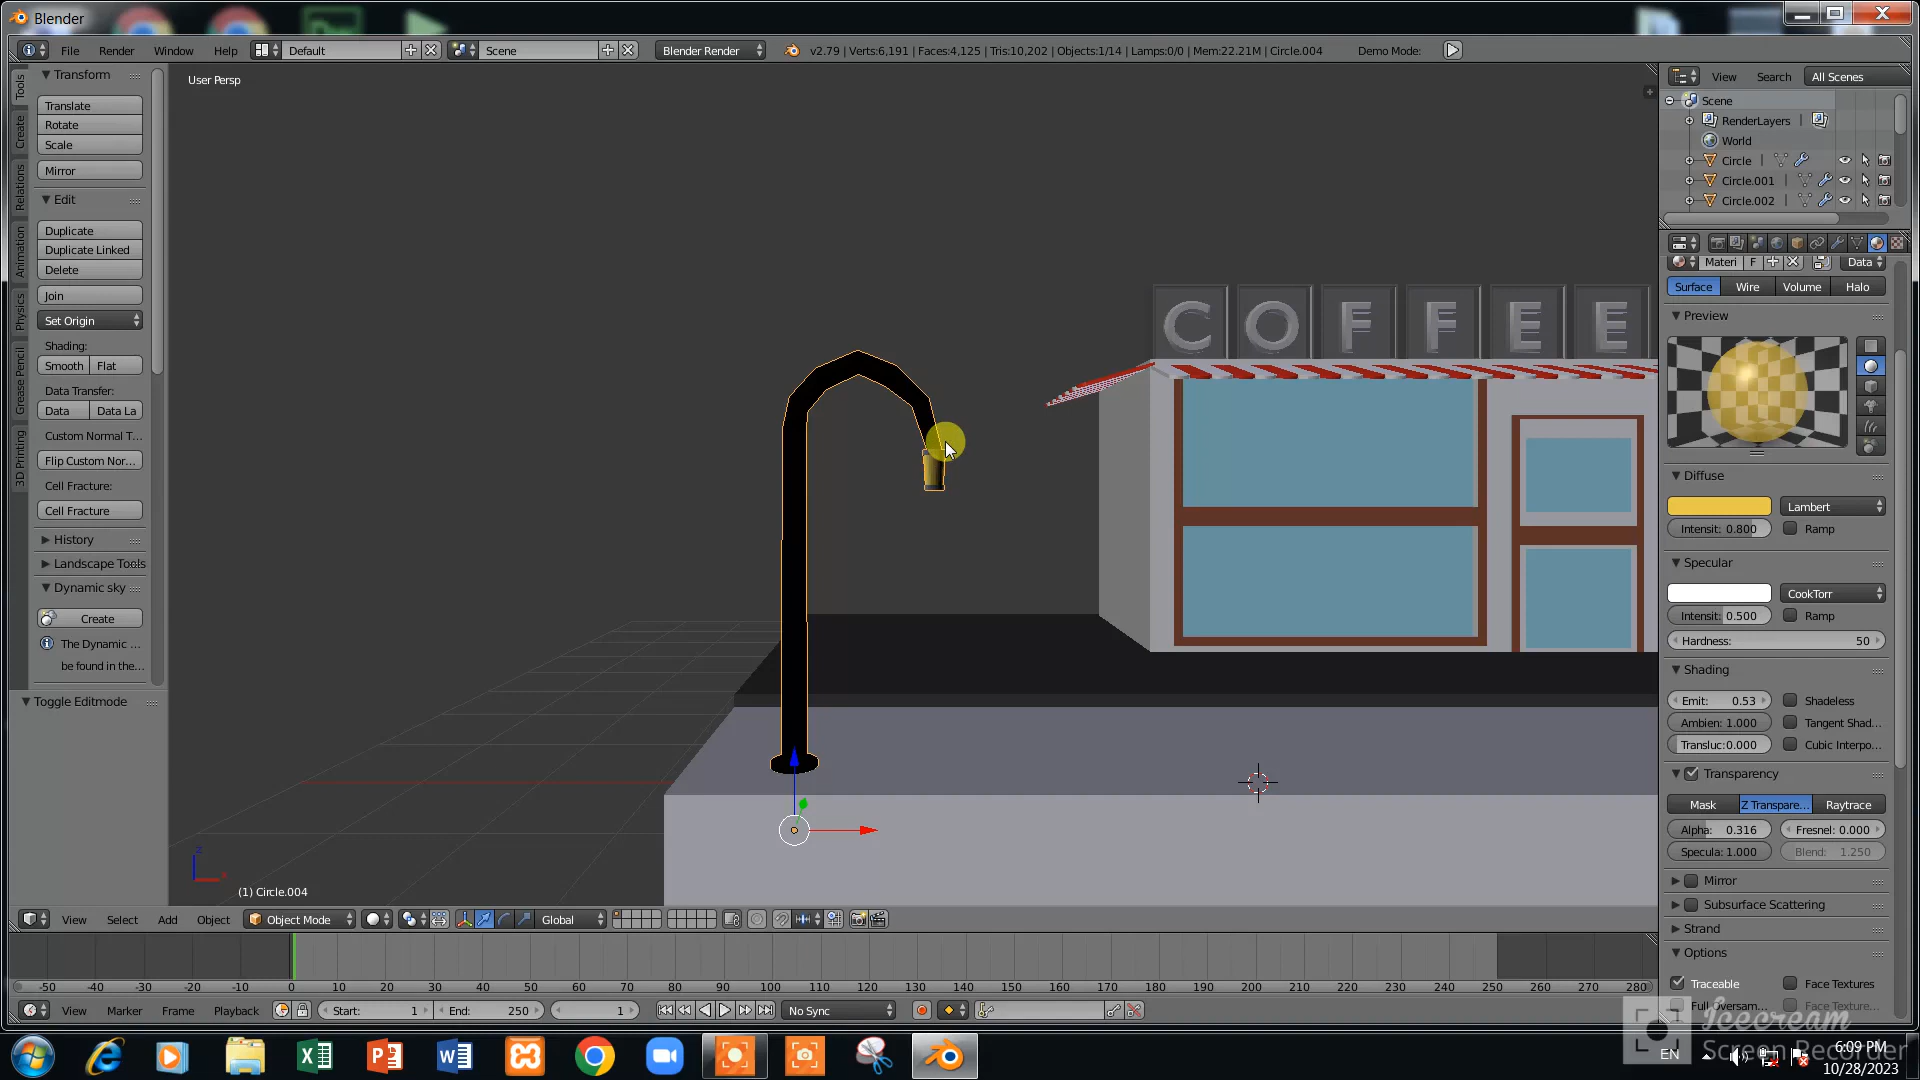 Blender
File Render Window Help Default Scene Blender Render v2.79 | Verts:6,191 | Faces:4,125 | Tris:10,202 | Objects:1/14 | Lamps:0/0 | Mem:22.21M | Circle.004 Demo Mode:
Tools
Create
Relations
Animation
Physics
Grease Pencil
3D Printing
Transform
Translate
Rotate
Scale
Mirror
Edit
Duplicate
Duplicate Linked
Delete
Join
Set Origin
Shading:
Smooth Flat
Data Transfer:
Data Data La
Custom Normal T...
Flip Custom Nor...
Cell Fracture:
Cell Fracture
History
Landscape Tools
Dynamic sky
Create
The Dynamic ...
be found in the...
Toggle Editmode
User Persp
COFFEE
z
x
(1) Circle.004
View Search All Scenes
Scene
RenderLayers |
World
Circle |
Circle.001 |
Circle.002 |
Materi F Data
Surface Wire Volume Halo
Preview
Diffuse
Lambert
Intensit: 0.800 Ramp
Specular
CookTorr
Intensit: 0.500 Ramp
Hardness: 50
Shading
Emit: 0.53 Shadeless
Ambien: 1.000 Tangent Shad...
Transluc:0.000 Cubic Interpo...
Transparency
Mask Z Transpare... Raytrace
Alpha: 0.316 Fresnel: 0.000
Specula: 1.000 Blend: 1.250
Mirror
Subsurface Scattering
Strand
Options
Traceable Face Textures
Full Oversam... Face Texture...
View Select Add Object Object Mode Global
-50 -40 -30 -20 -10 0 10 20 30 40 50 60 70 80 90 100 110 120 130 140 150 160 170 180 190 200 210 220 230 240 250 260 270 280
View Marker Frame Playback Start: 1 End: 250 1 No Sync
Icecream
Screen Recorder
EN
6:09 PM
10/28/2023